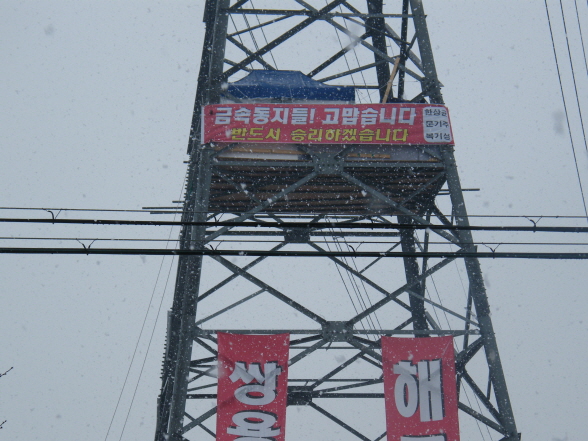 금속동지들! 고맙습니다
반드시 승리하겠습니다
한상균
문기주
복기성
쌍용
해